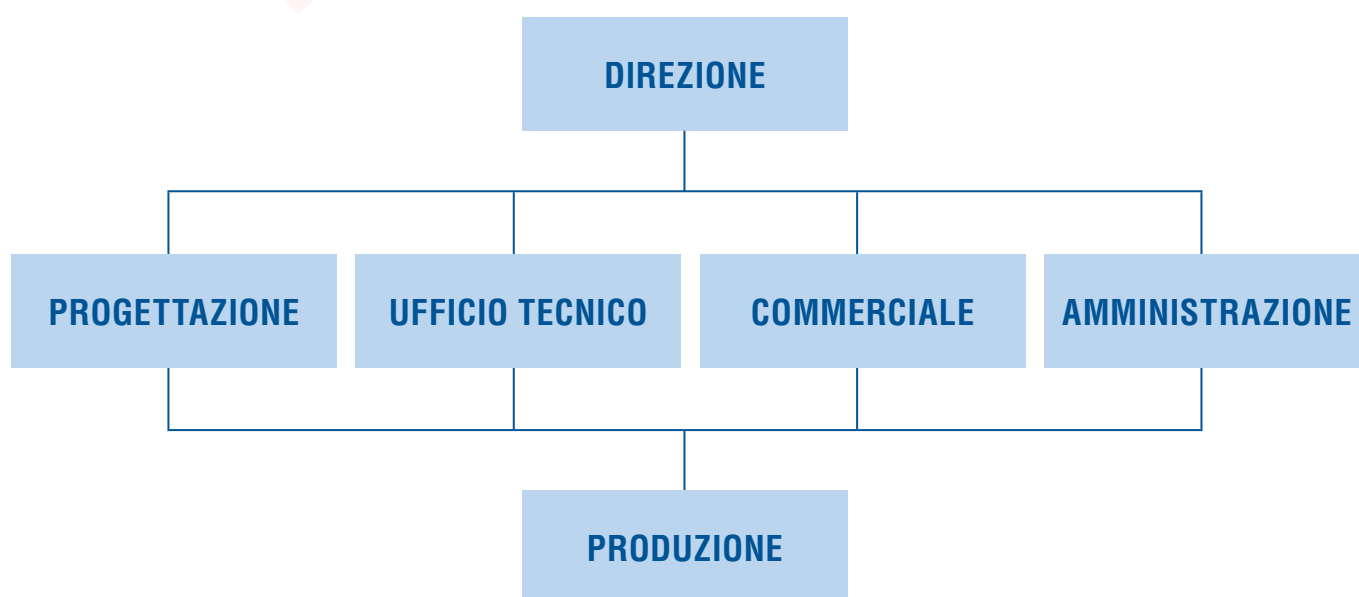 DIREZIONE
PROGETTAZIONE
UFFICIO TECNICO
COMMERCIALE
AMMINISTRAZIONE
PRODUZIONE